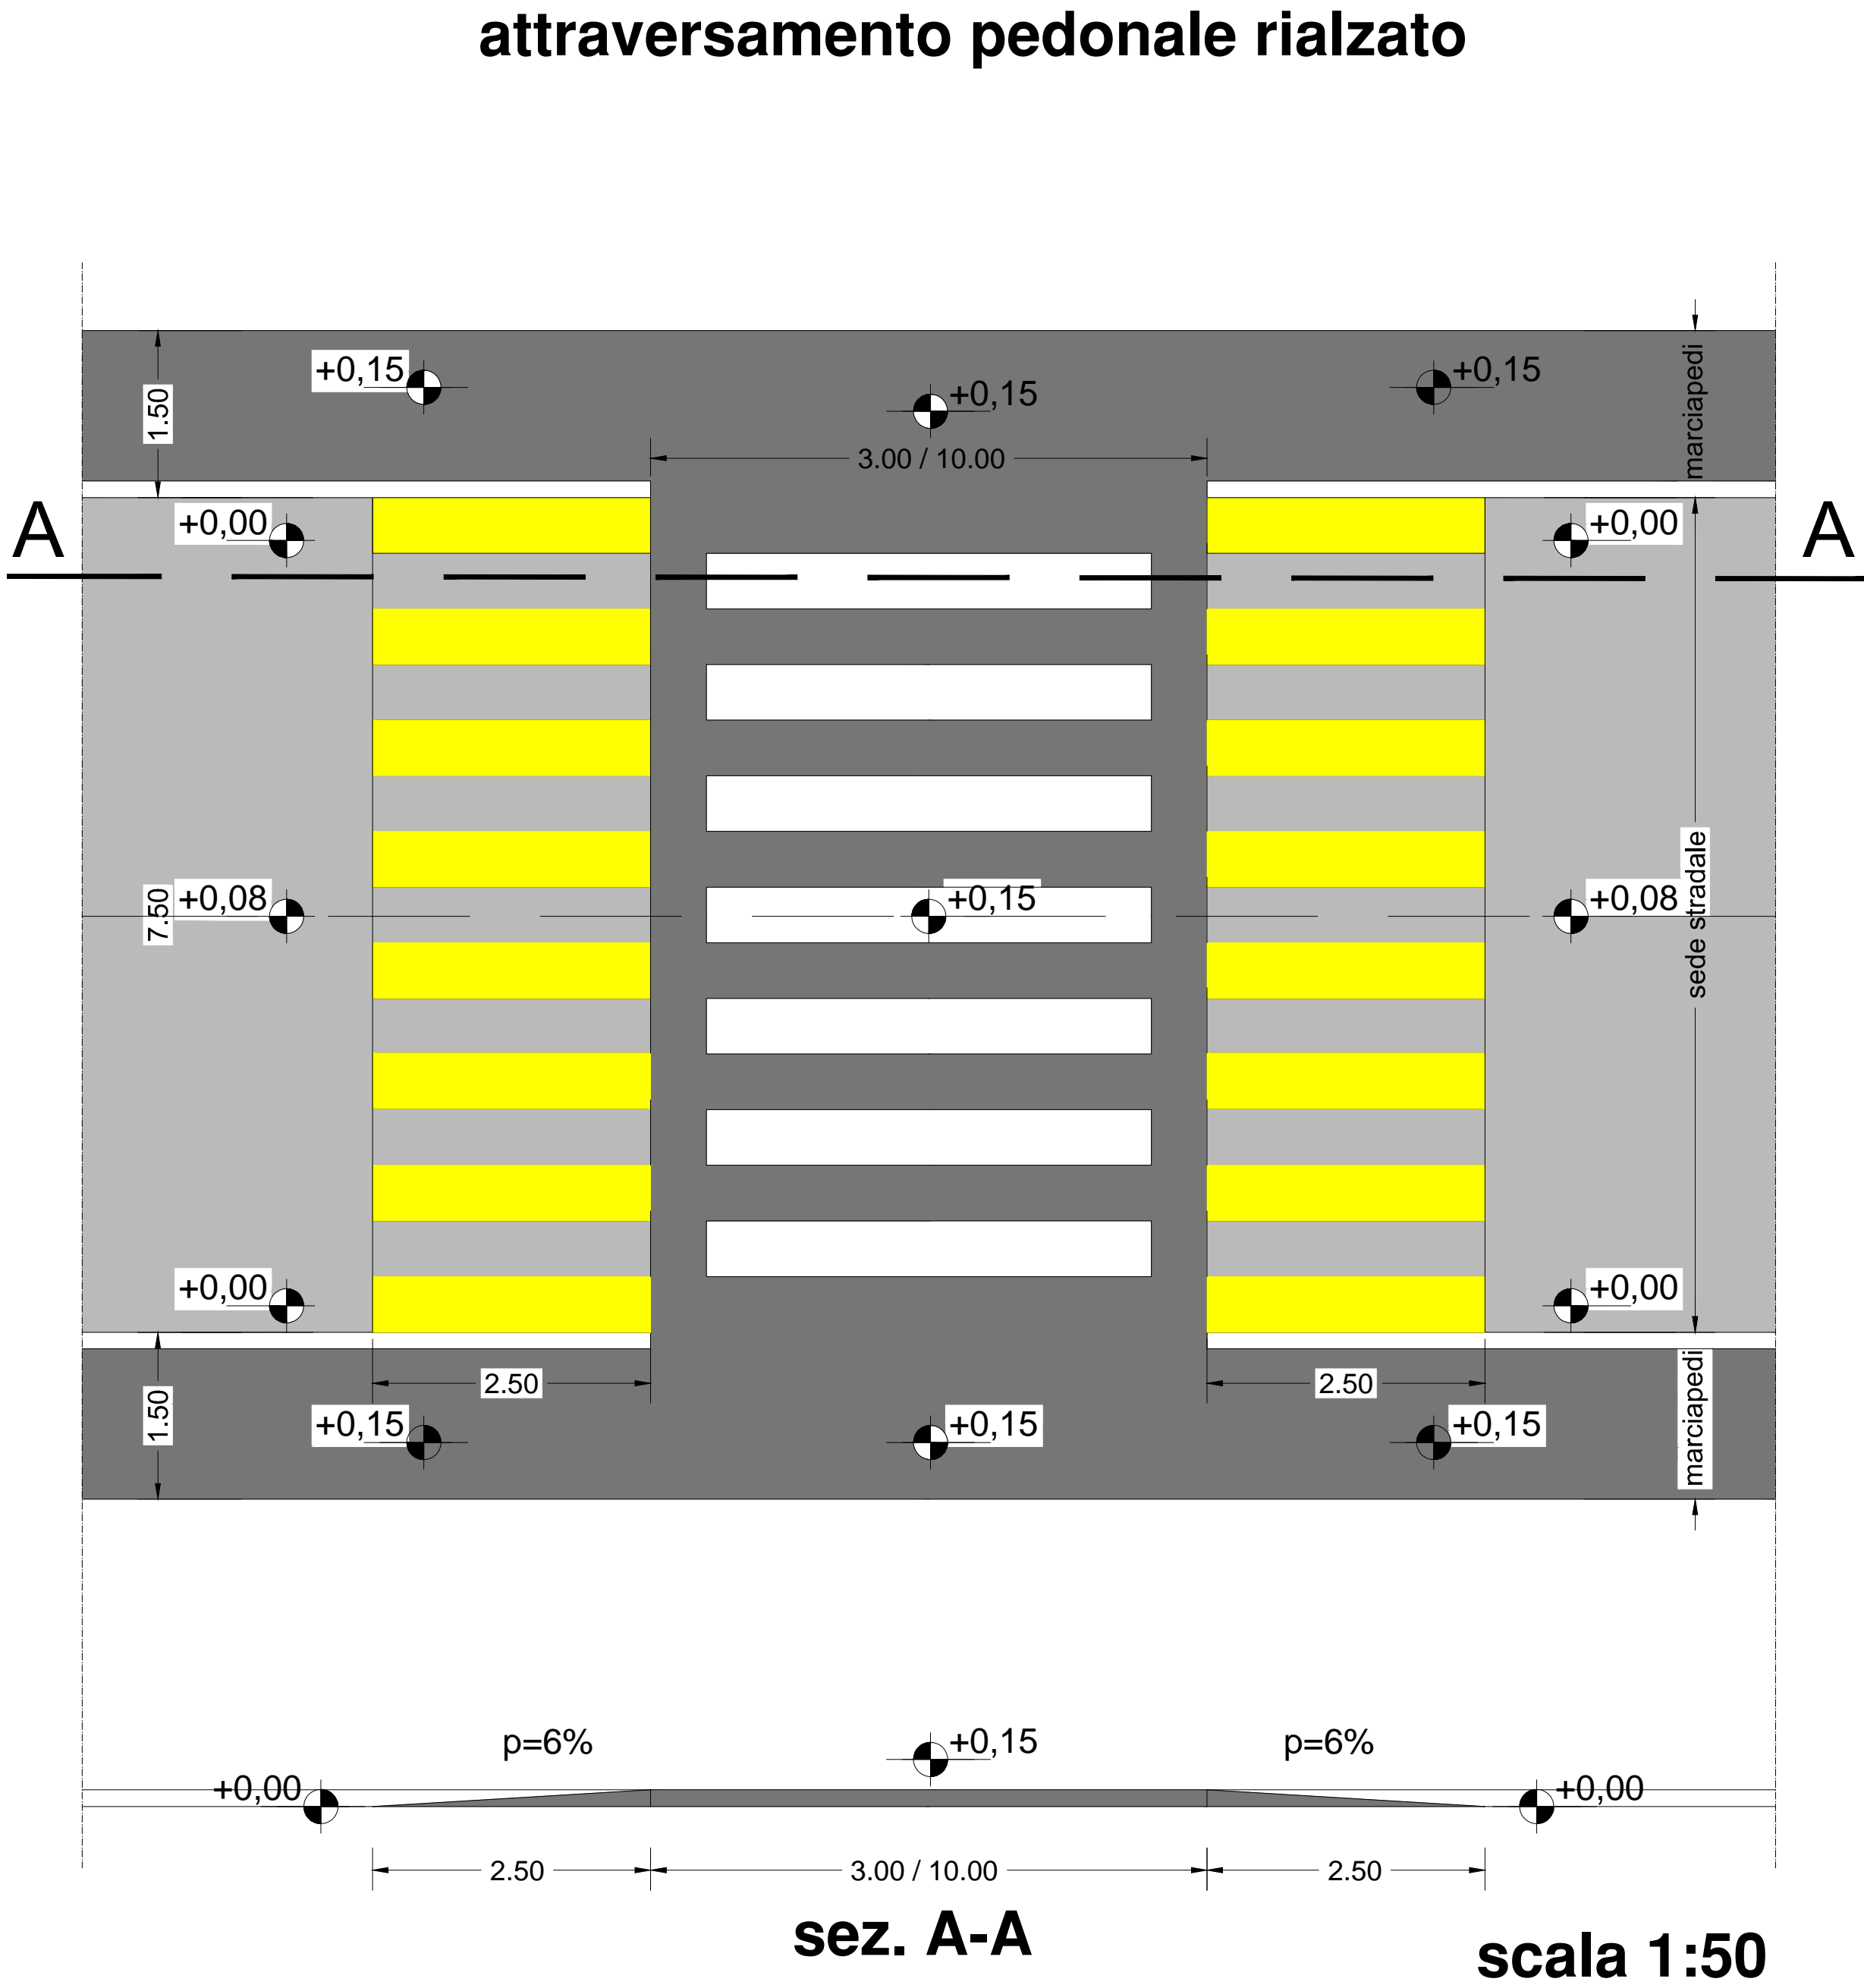 attraversamento pedonale rialzato
+0,15
+0,15
+0,15
marciapedi
1.50
3.00 / 10.00
A
+0,00
+0,00
A
7.50
+0,08
+0,15
+0,08
sede stradale
+0,00
+0,00
2.50
2.50
1.50
+0,15
+0,15
+0,15
marciapedi
p=6%
+0,15
p=6%
+0,00
+0,00
2.50
3.00 / 10.00
2.50
sez. A-A
scala 1:50